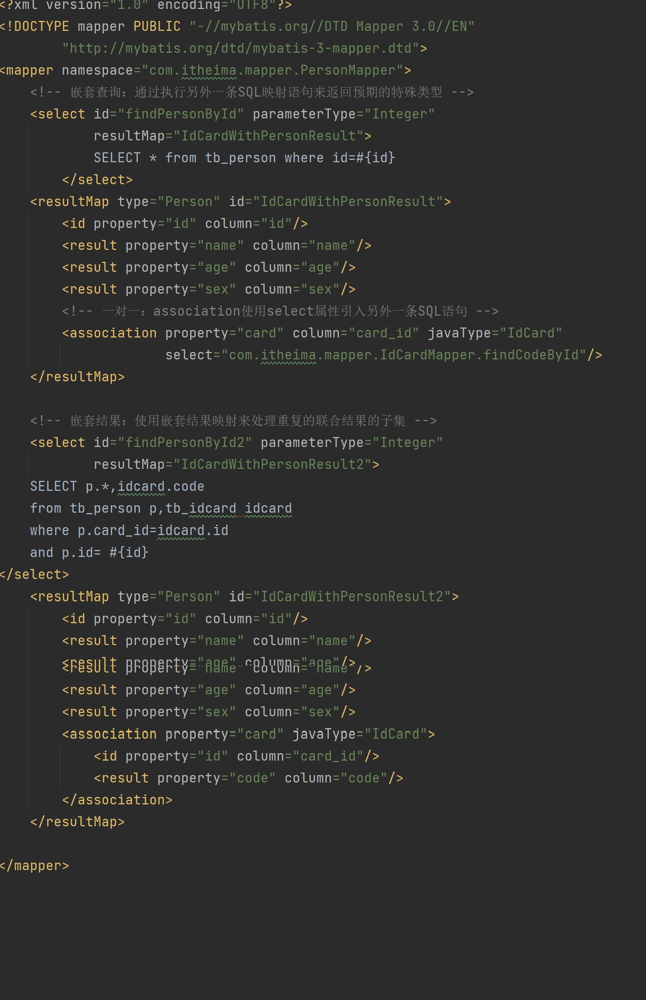 <?xml version="1.0" encoding="UTF8"?>
<!DOCTYPE mapper PUBLIC "-//mybatis.org//DTD Mapper 3.0//EN"
        "http://mybatis.org/dtd/mybatis-3-mapper.dtd">
<mapper namespace="com.itheima.mapper.PersonMapper">
    <!-- 嵌套查询：通过执行另外一条SQL映射语句来返回预期的特殊类型 -->
    <select id="findPersonById" parameterType="Integer"
            resultMap="IdCardWithPersonResult">
            SELECT * from tb_person where id=#{id}
        </select>
    <resultMap type="Person" id="IdCardWithPersonResult">
        <id property="id" column="id"/>
        <result property="name" column="name"/>
        <result property="age" column="age"/>
        <result property="sex" column="sex"/>
        <!-- 一对一：association使用select属性引入另外一条SQL语句 -->
        <association property="card" column="card_id" javaType="IdCard"
                     select="com.itheima.mapper.IdCardMapper.findCodeById"/>
    </resultMap>

    <!-- 嵌套结果：使用嵌套结果映射来处理重复的联合结果的子集 -->
    <select id="findPersonById2" parameterType="Integer"
            resultMap="IdCardWithPersonResult2">
    SELECT p.*,idcard.code
    from tb_person p,tb_idcard idcard
    where p.card_id=idcard.id
    and p.id= #{id}
</select>
    <resultMap type="Person" id="IdCardWithPersonResult2">
        <id property="id" column="id"/>
        <result property="name" column="name"/>
        <result property="age" column="age"/>
        <result property="name" column="name"/>
        <result property="age" column="age"/>
        <result property="sex" column="sex"/>
        <association property="card" javaType="IdCard">
            <id property="id" column="card_id"/>
            <result property="code" column="code"/>
        </association>
    </resultMap>

</mapper>